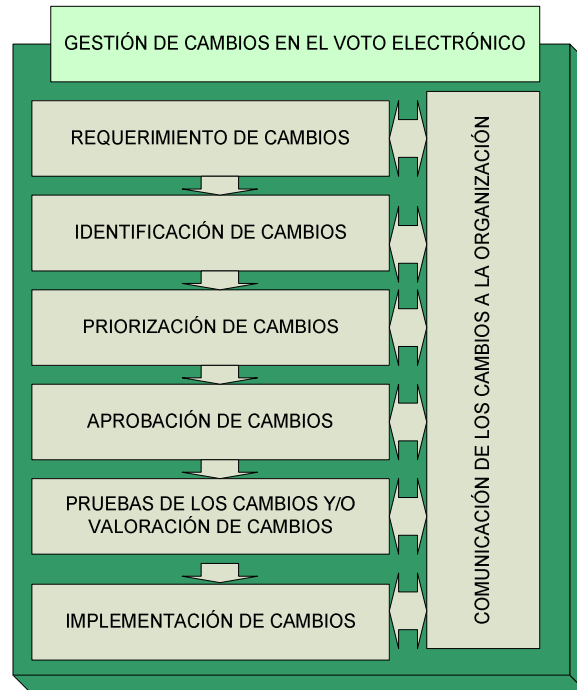 GESTIÓN DE CAMBIOS EN EL VOTO ELECTRÓNICO
REQUERIMIENTO DE CAMBIOS
IDENTIFICACIÓN DE CAMBIOS
PRIORIZACIÓN DE CAMBIOS
APROBACIÓN DE CAMBIOS
PRUEBAS DE LOS CAMBIOS Y/O
VALORACIÓN DE CAMBIOS
IMPLEMENTACIÓN DE CAMBIOS
COMUNICACIÓN DE LOS CAMBIOS A LA ORGANIZACIÓN